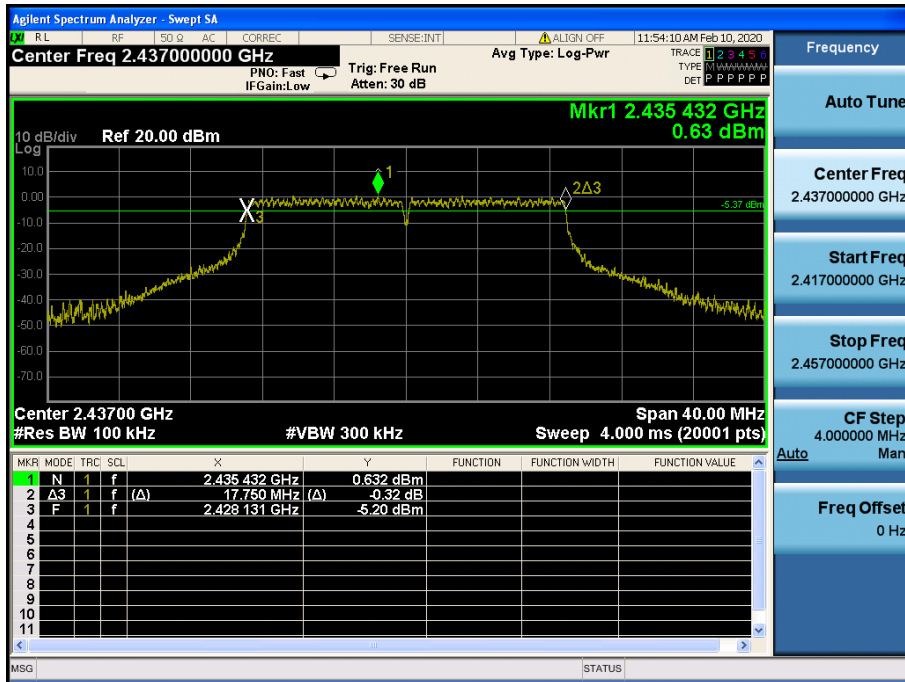 Agilent Spectrum Analyzer - Swept SA
LXI RL RF 50 Ω AC CORREC SENSE:INT ALIGN OFF 11:54:10 AM Feb 10, 2020
Center Freq 2.437000000 GHz
PNO: Fast
IFGain:Low
Trig: Free Run
Atten: 30 dB
Avg Type: Log-Pwr
TRACE 1 2 3 4 5 6
TYPE M WWWWW
DET P P P P P P
Mkr1 2.435 432 GHz
0.63 dBm
10 dB/div Ref 20.00 dBm
Log
10.0
0.00
-10.0
-20.0
-30.0
-40.0
-50.0
-60.0
-70.0
1
2Δ3
3
-5.37 dBm
Center 2.43700 GHz Span 40.00 MHz
#Res BW 100 kHz #VBW 300 kHz Sweep 4.000 ms (20001 pts)
MKR MODE TRC SCL X Y FUNCTION FUNCTION WIDTH FUNCTION VALUE
1 N 1 f 2.435 432 GHz 0.632 dBm
2 Δ3 1 f (Δ) 17.750 MHz (Δ) -0.32 dB
3 F 1 f 2.428 131 GHz -5.20 dBm
4
5
6
7
8
9
10
11
MSG STATUS
Frequency
Auto Tune
Center Freq
2.437000000 GHz
Start Freq
2.417000000 GHz
Stop Freq
2.457000000 GHz
CF Step
4.000000 MHz
Auto Man
Freq Offset
0 Hz